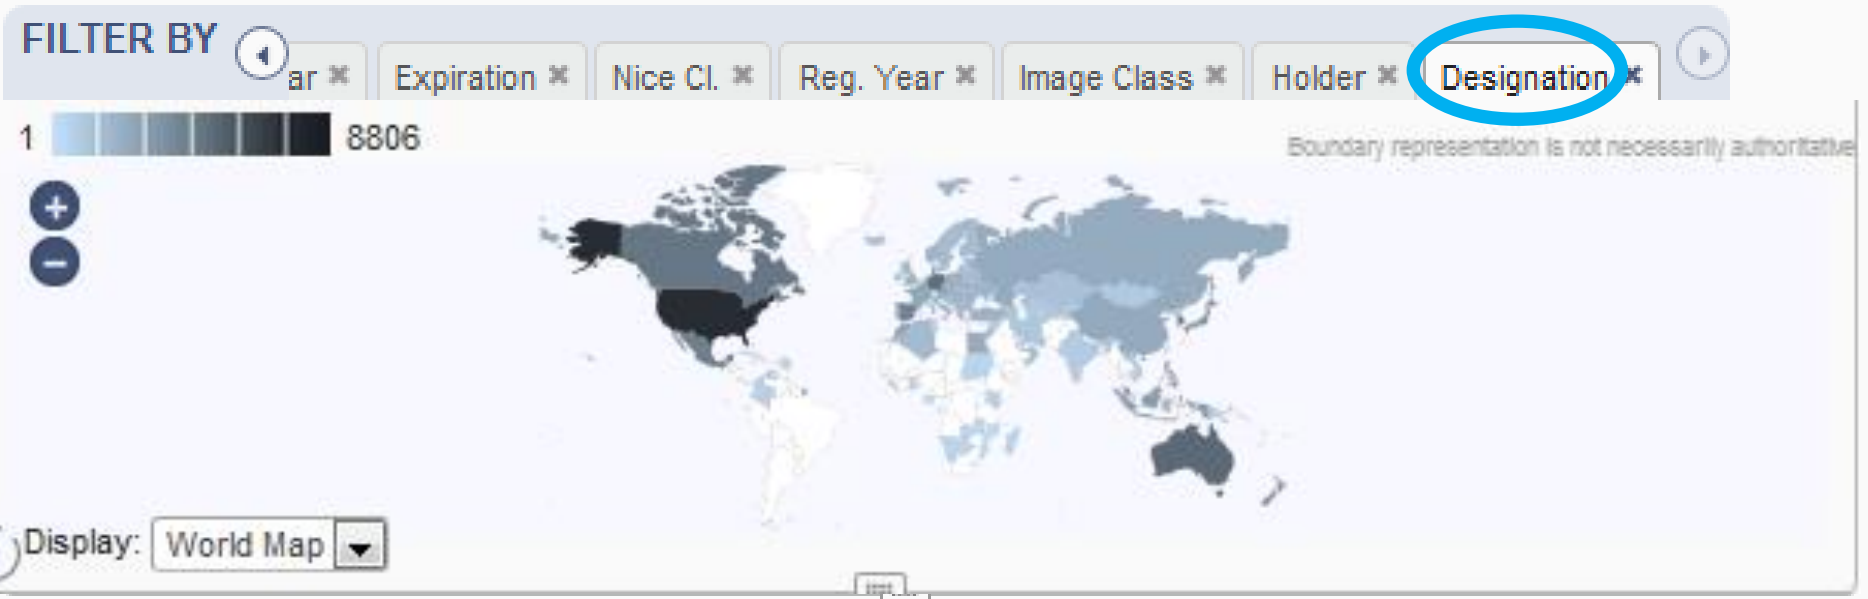 FILTER BY
ar Expiration Nice Cl. Reg. Year Image Class Holder Designation
1 8806
Boundary representation is not necessarily authoritative
Display: World Map